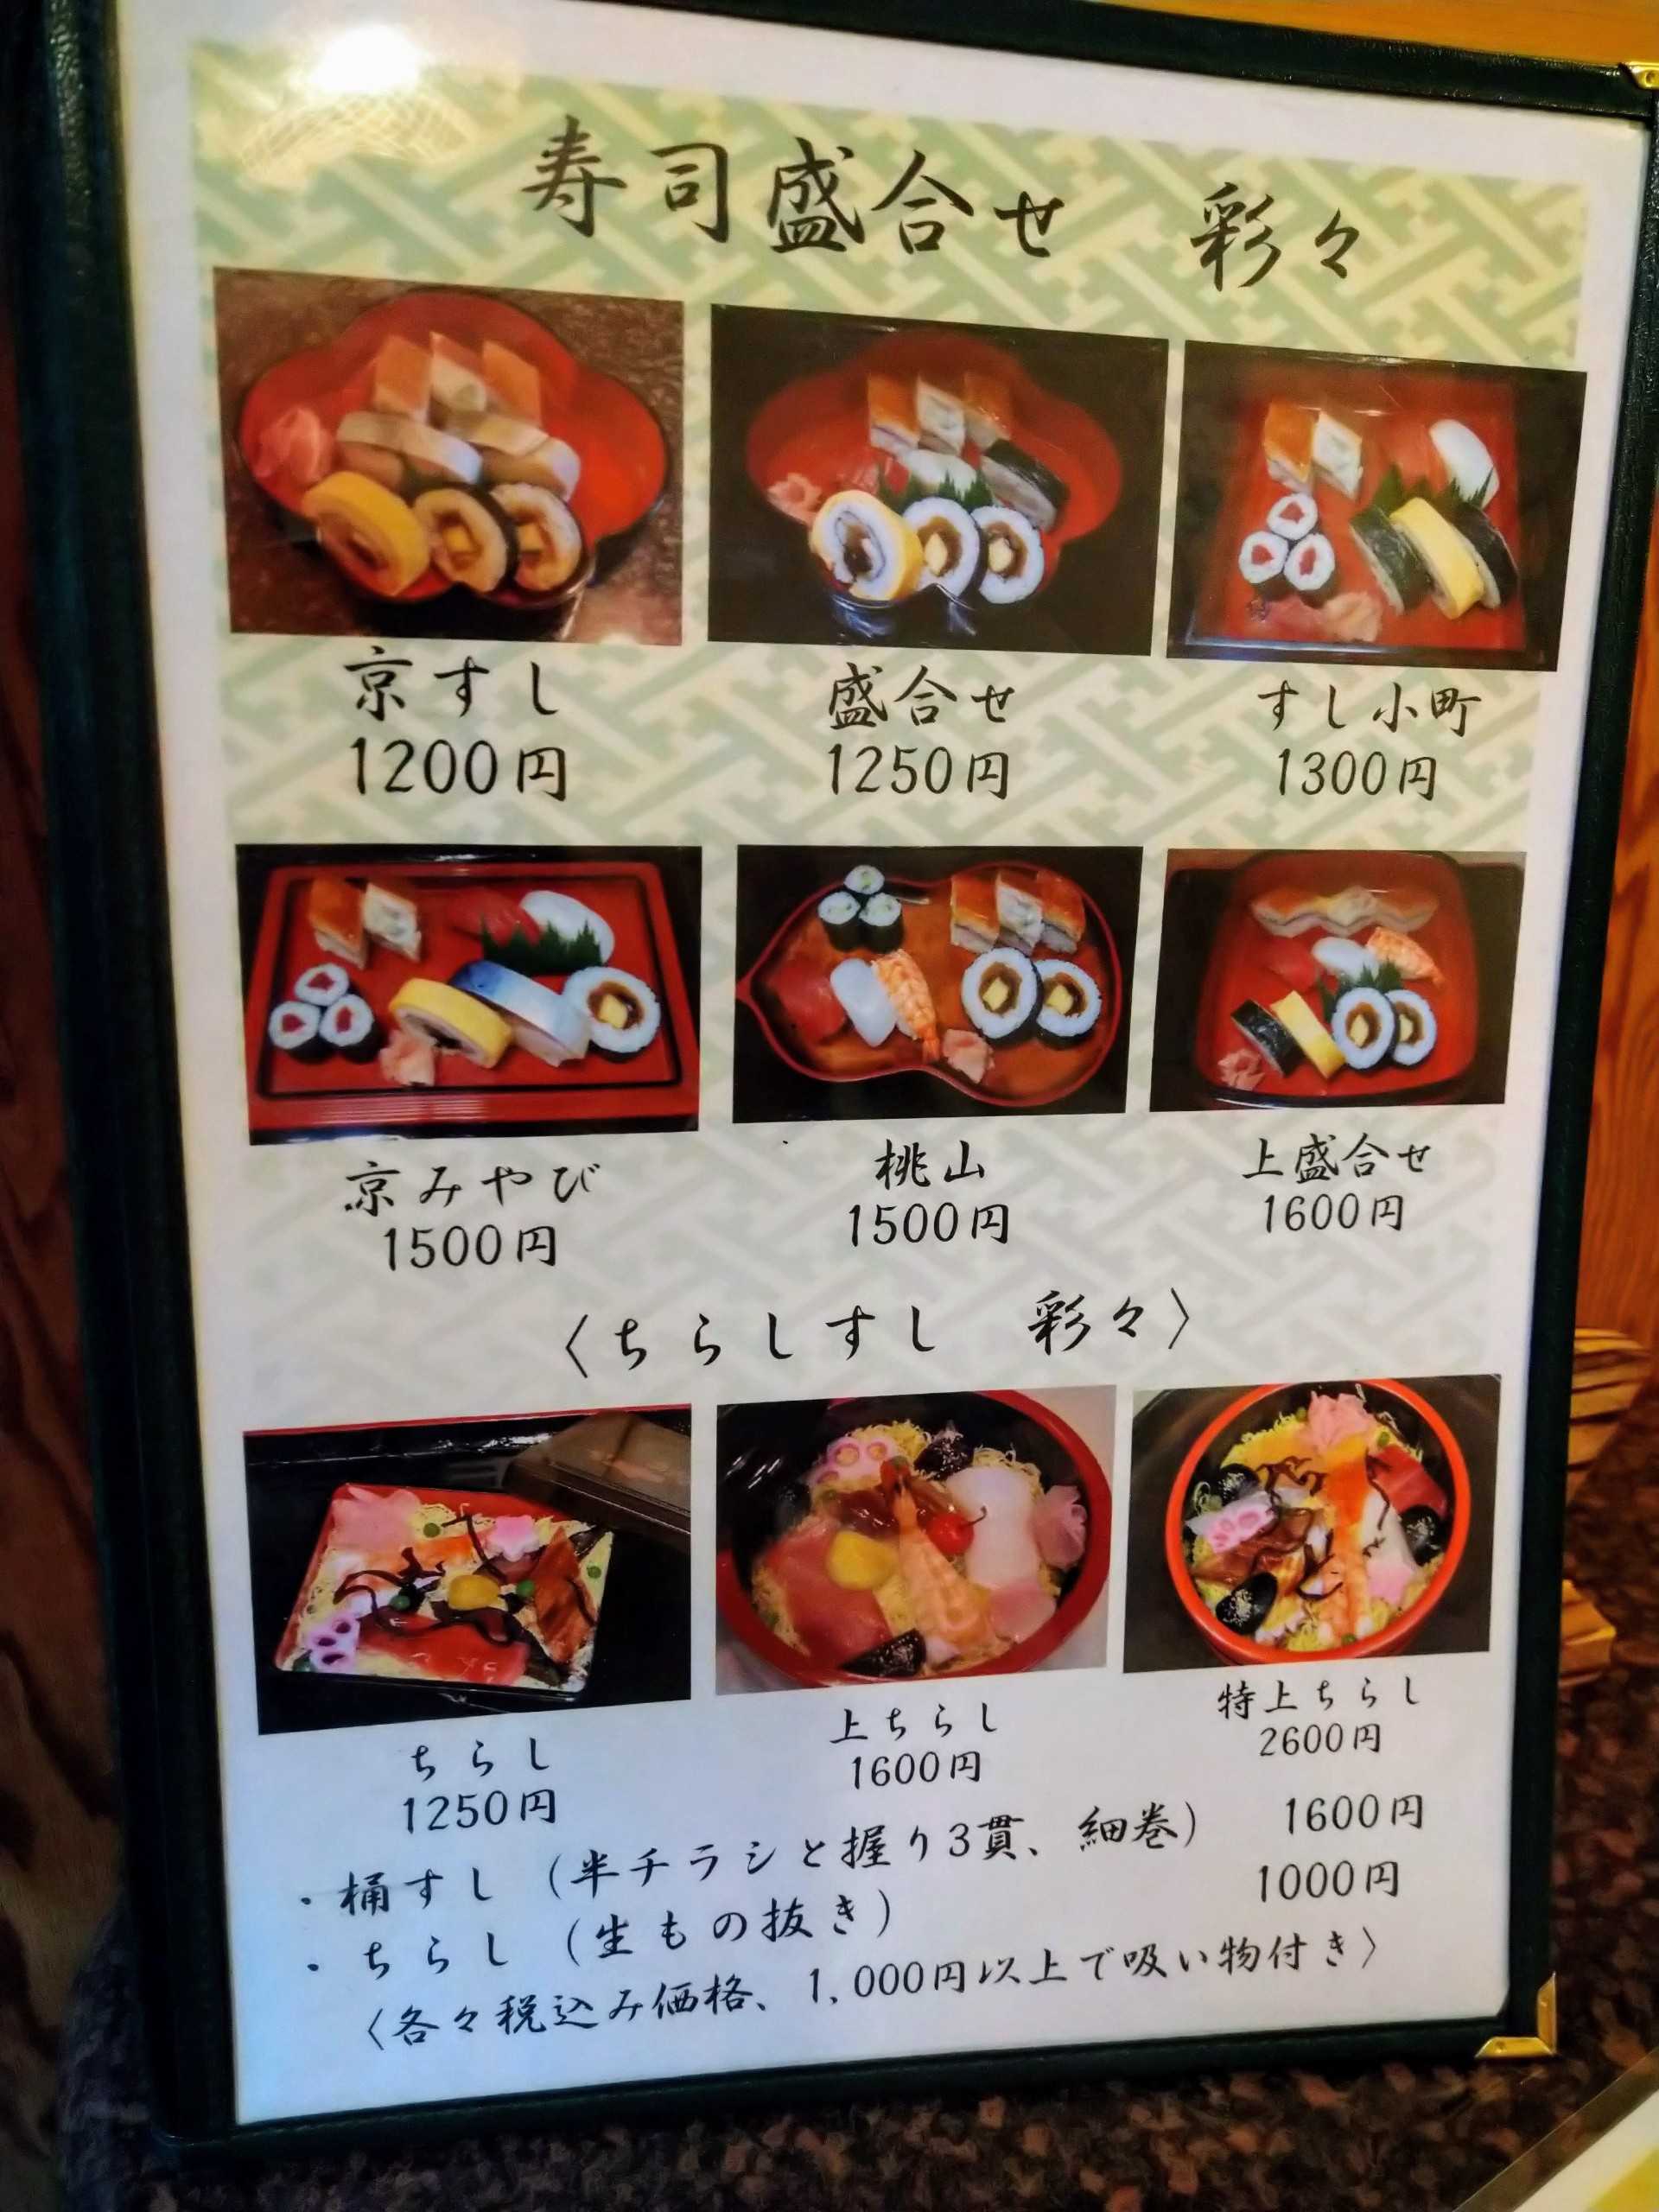 寿司盛合せ　彩々
京すし
1200円
盛合せ
1250円
すし小町
1300円
京みやび
1500円
桃山
1500円
上盛合せ
1600円
〈ちらしすし　彩々〉
ちらし
1250円
上ちらし
1600円
特上ちらし
2600円
・桶すし（半チラシと握り3貫、細巻）　1600円
・ちらし（生もの抜き）　1000円
〈各々税込み価格、1,000円以上で吸い物付き〉